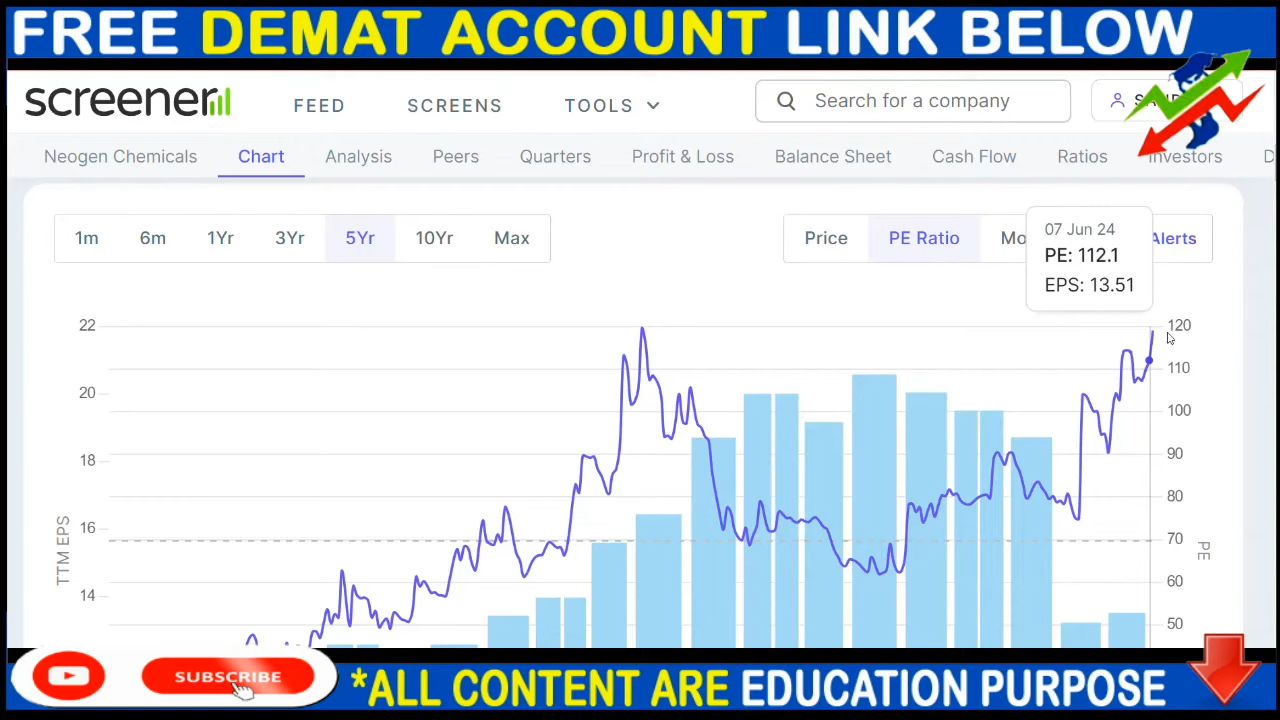 FREE DEMAT ACCOUNT LINK BELOW
screener
FEED SCREENS TOOLS
Search for a company
Neogen Chemicals Chart Analysis Peers Quarters Profit & Loss Balance Sheet Cash Flow Ratios Investors
1m 6m 1Yr 3Yr 5Yr 10Yr Max
Price PE Ratio Alerts
07 Jun 24
PE: 112.1
EPS: 13.51
22 120
110
20
100
18 90
80
16
70
TTM EPS
PE
60
14
50
SUBSCRIBE
*ALL CONTENT ARE EDUCATION PURPOSE